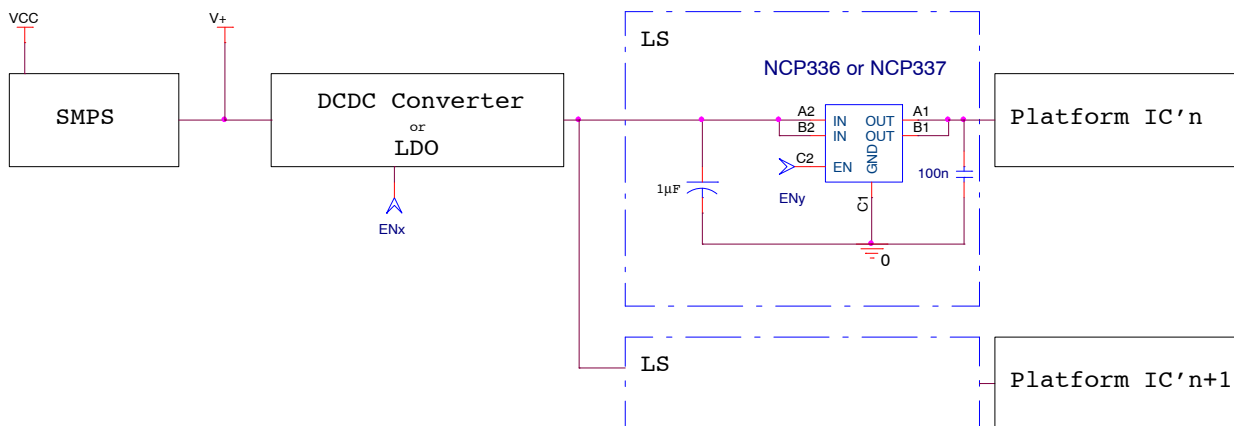 VCC
V+
LS
NCP336 or NCP337
SMPS
DCDC Converter
or
LDO
A2
B2
IN
IN
OUT
OUT
A1
B1
GND
C2
EN
ENy
C1
1µF
100n
0
ENx
Platform IC'n
LS
Platform IC'n+1